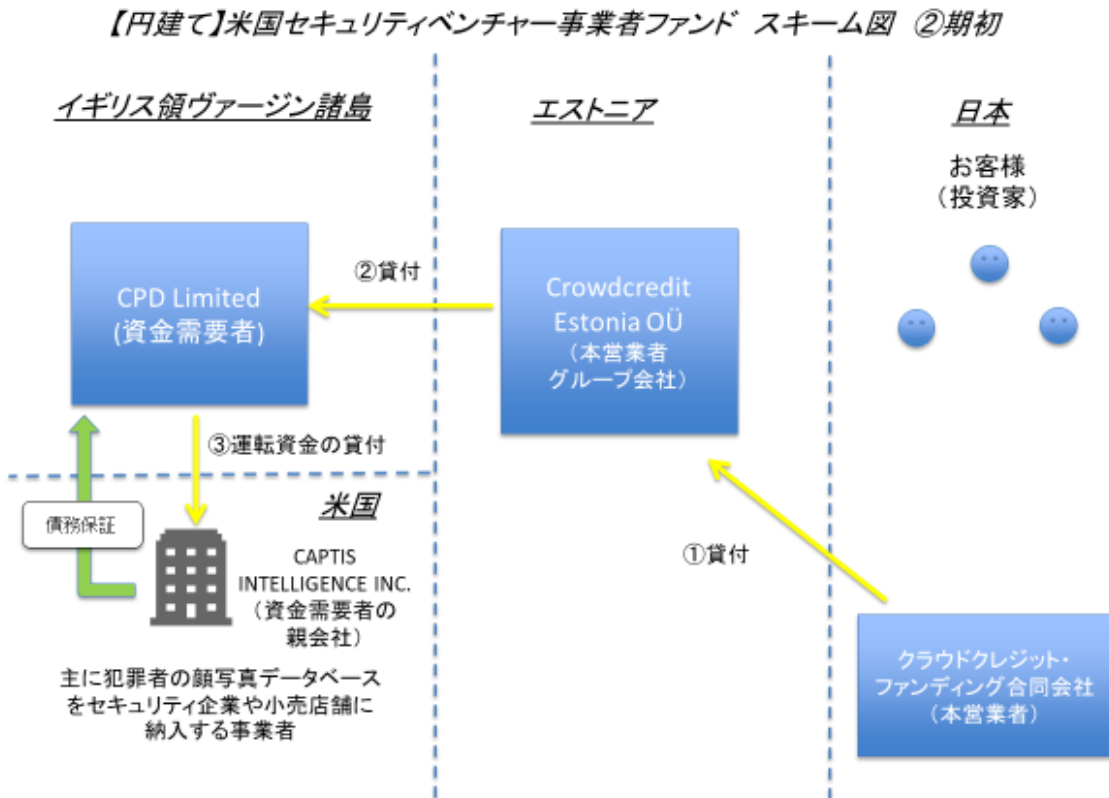 【円建て】米国セキュリティベンチャー事業者ファンド スキーム図 ②期初
イギリス領ヴァージン諸島
エストニア
日本
お客様
（投資家）
CPD Limited
(資金需要者)
②貸付
Crowdcredit
Estonia OÜ
（本営業者
グループ会社）
③運転資金の貸付
債務保証
米国
CAPTIS
INTELLIGENCE INC.
（資金需要者の
親会社）
主に犯罪者の顔写真データベース
をセキュリティ企業や小売店舗に
納入する事業者
①貸付
クラウドクレジット・
ファンディング合同会社
（本営業者）